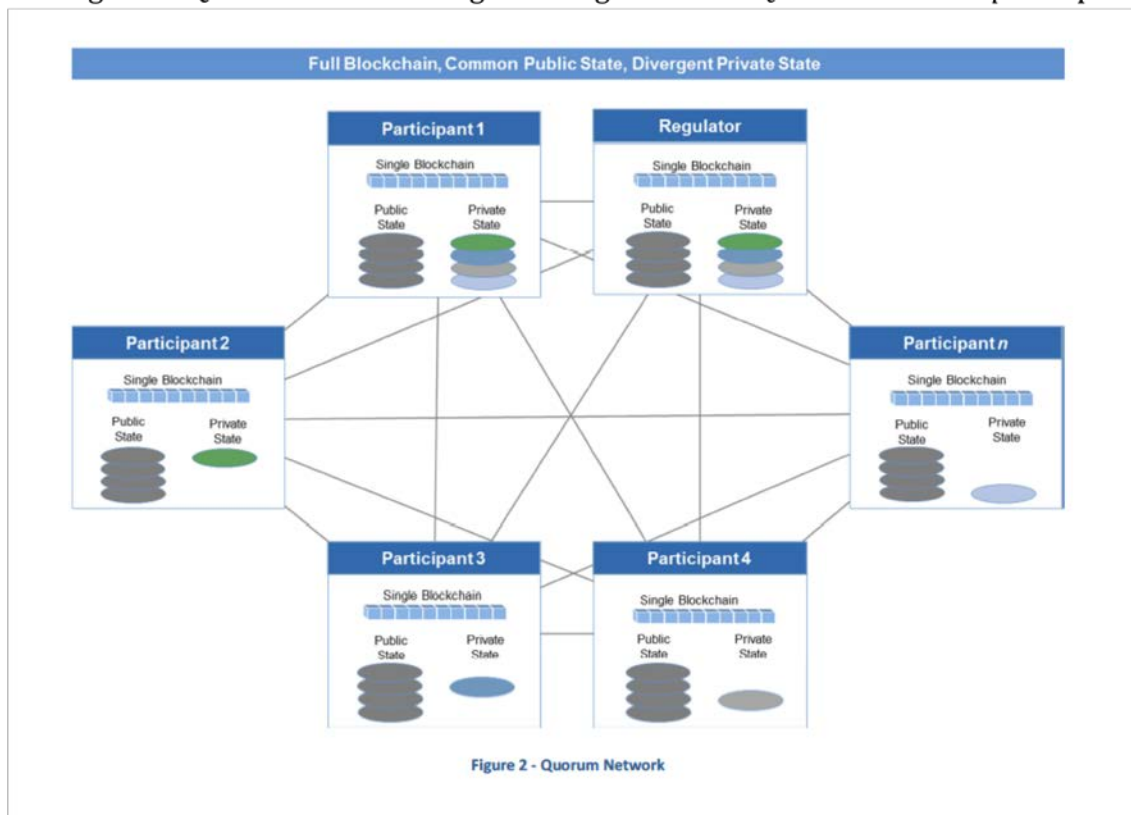 Full Blockchain, Common Public State, Divergent Private State
Participant 1
Single Blockchain
Public
State
Private
State
Regulator
Single Blockchain
Public
State
Private
State
Participant 2
Single Blockchain
Public
State
Private
State
Participant n
Single Blockchain
Public
State
Private
State
Participant 3
Single Blockchain
Public
State
Private
State
Participant 4
Single Blockchain
Public
State
Private
State
Figure 2 - Quorum Network